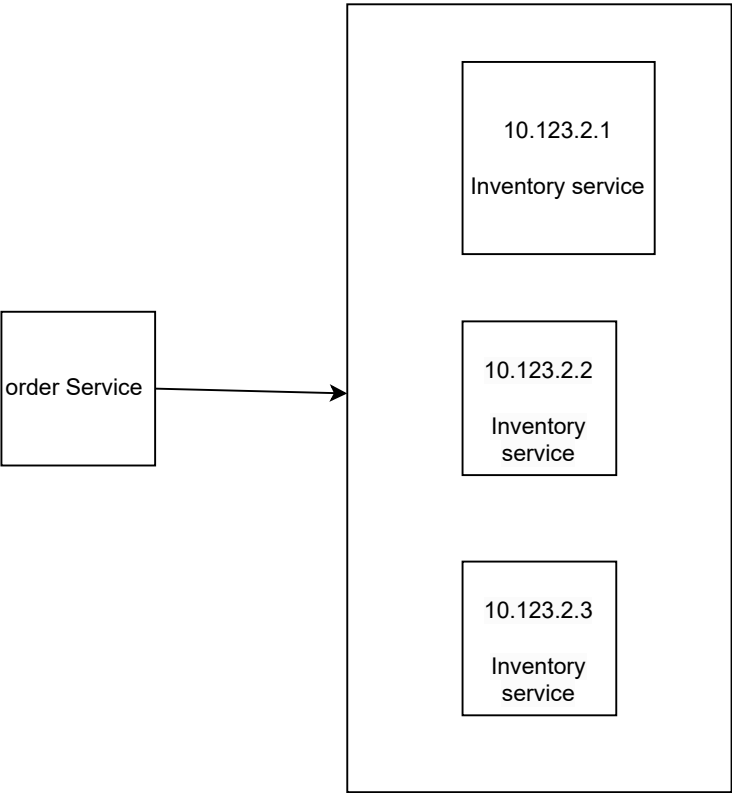 10.123.2.1
Inventory service
order Service
10.123.2.2
Inventory
service
10.123.2.3
Inventory
service